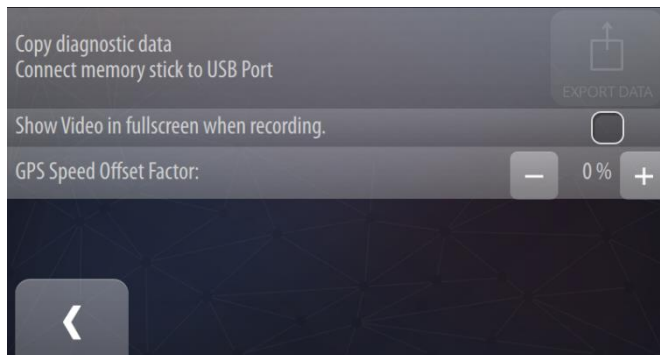 Copy diagnostic data
Connect memory stick to USB Port
EXPORT DATA
Show Video in fullscreen when recording.
GPS Speed Offset Factor:
− 0 % +